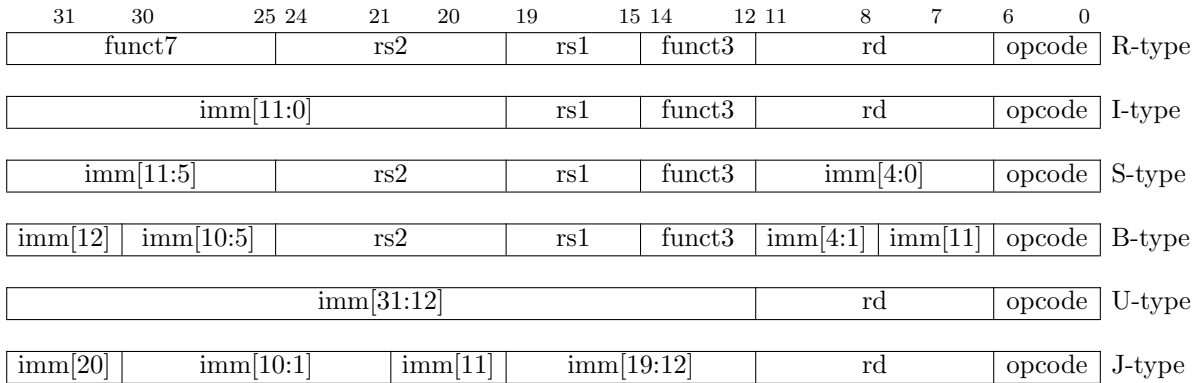 31 30 25 24 21 20 19 15 14 12 11 8 7 6 0
funct7 rs2 rs1 funct3 rd opcode R-type
imm[11:0] rs1 funct3 rd opcode I-type
imm[11:5] rs2 rs1 funct3 imm[4:0] opcode S-type
imm[12] imm[10:5] rs2 rs1 funct3 imm[4:1] imm[11] opcode B-type
imm[31:12] rd opcode U-type
imm[20] imm[10:1] imm[11] imm[19:12] rd opcode J-type